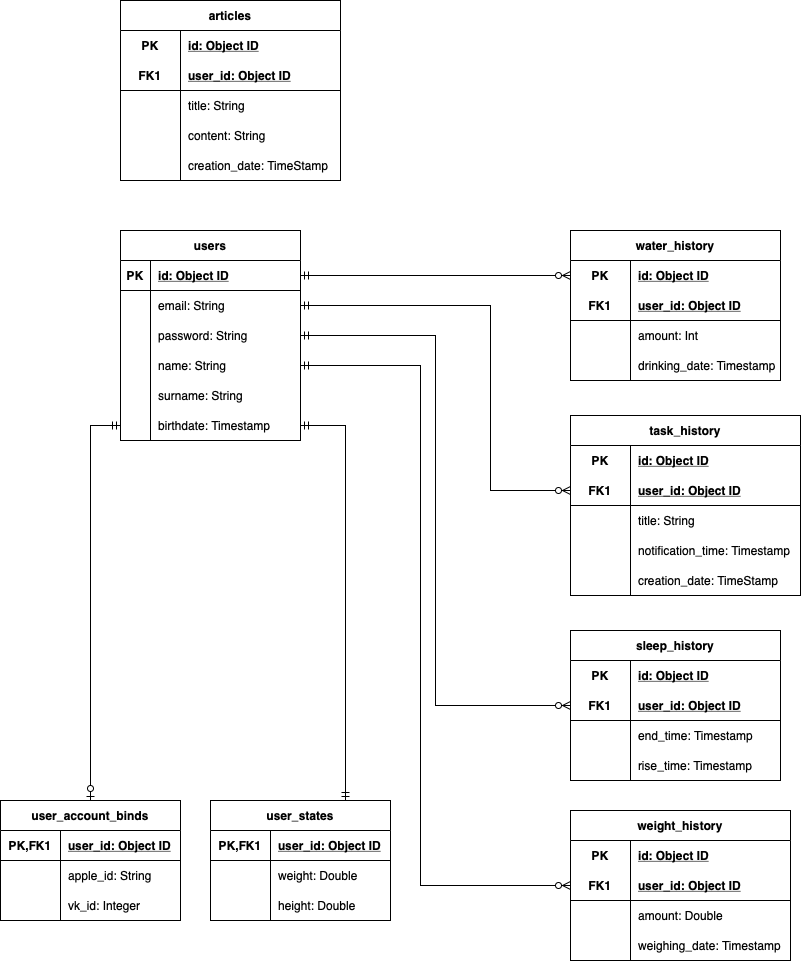 articles
PK id: Object ID
FK1 user_id: Object ID
title: String
content: String
creation_date: TimeStamp
users
PK id: Object ID
email: String
password: String
name: String
surname: String
birthdate: Timestamp
water_history
PK id: Object ID
FK1 user_id: Object ID
amount: Int
drinking_date: Timestamp
task_history
PK id: Object ID
FK1 user_id: Object ID
title: String
notification_time: Timestamp
creation_date: TimeStamp
sleep_history
PK id: Object ID
FK1 user_id: Object ID
end_time: Timestamp
rise_time: Timestamp
user_account_binds
PK,FK1 user_id: Object ID
apple_id: String
vk_id: Integer
user_states
PK,FK1 user_id: Object ID
weight: Double
height: Double
weight_history
PK id: Object ID
FK1 user_id: Object ID
amount: Double
weighing_date: Timestamp